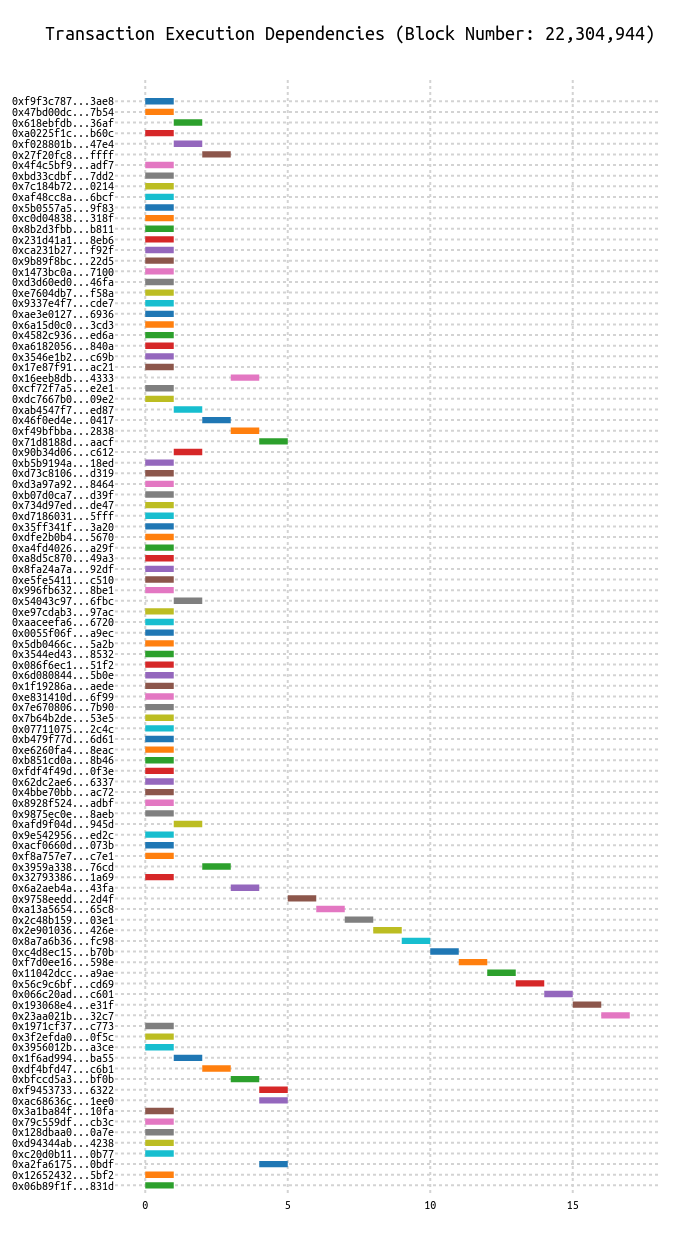 Transaction Execution Dependencies (Block Number: 22,304,944)
0xf9f3c787...3ae8
0x47bd00dc...7b54
0x618ebfdb...36af
0xa0225f1c...b60c
0xf028801b...47e4
0x27f20fc8...ffff
0x4f4c5bf9...adf7
0xbd33cdbf...7dd2
0x7c184b72...0214
0xaf48cc8a...6bcf
0x5b0557a5...9f83
0xc0d04838...318f
0x8b2d3fbb...b811
0x231d41a1...8eb6
0xca231b27...f92f
0x9b89f8bc...22d5
0x1473bc0a...7100
0xd3d60ed0...46fa
0xe7604db7...f58a
0x9337e4f7...cde7
0xae3e0127...6936
0x6a15d0c0...3cd3
0x4582c936...ed6a
0xa6182056...840a
0x3546e1b2...c69b
0x17e87f91...ac21
0x16eeb8db...4333
0xcf72f7a5...e2e1
0xdc7667b0...09e2
0xab4547f7...ed87
0x46f0ed4e...0417
0xf49bfbba...2838
0x71d8188d...aacf
0x90b34d06...c612
0xb5b9194a...18ed
0xd73c8106...d319
0xd3a97a92...8464
0xb07d0ca7...d39f
0x734d97ed...de47
0xd7186031...5fff
0x35ff341f...3a20
0xdfe2b0b4...5670
0xa4fd4026...a29f
0xa8d5c870...49a3
0x8fa24a7a...92df
0xe5fe5411...c510
0x996fb632...8be1
0x54043c97...6fbc
0xe97cdab3...97ac
0xaaceefa6...6720
0x0055f06f...a9ec
0x5db0466c...5a2b
0x3544ed43...8532
0x086f6ec1...51f2
0x6d080844...5b0e
0x1f19286a...aede
0xe831410d...6f99
0x7e670806...7b90
0x7b64b2de...53e5
0x07711075...2c4c
0xb479f77d...6d61
0xe6260fa4...8eac
0xb851cd0a...8b46
0xfdf4f49d...0f3e
0x62dc2ae6...6337
0x4bbe70bb...ac72
0x8928f524...adbf
0x9875ec0e...8aeb
0xafd9f04d...945d
0x9e542956...ed2c
0xacf0660d...073b
0xf8a757e7...c7e1
0x3959a338...76cd
0x32793386...1a69
0x6a2aeb4a...43fa
0x9758eedd...2d4f
0xa13a5654...65c8
0x2c48b159...03e1
0x2e901036...426e
0x8a7a6b36...fc98
0xc4d8ec15...b70b
0xf7d0ee16...598e
0x11042dcc...a9ae
0x56c9c6bf...cd69
0x066c20ad...c601
0x193068e4...e31f
0x23aa021b...32c7
0x1971cf37...c773
0x3f2efda0...0f5c
0x3956012b...a3ce
0x1f6ad994...ba55
0xdf4bfd47...c6b1
0xbfccd5a3...bf0b
0xf9453733...6322
0xac68636c...1ee0
0x3a1ba84f...10fa
0x79c559df...cb3c
0x128dbaa0...0a7e
0xd94344ab...4238
0xc20d0b11...0b77
0xa2fa6175...0bdf
0x12652432...5bf2
0x06b89f1f...831d
0 5 10 15